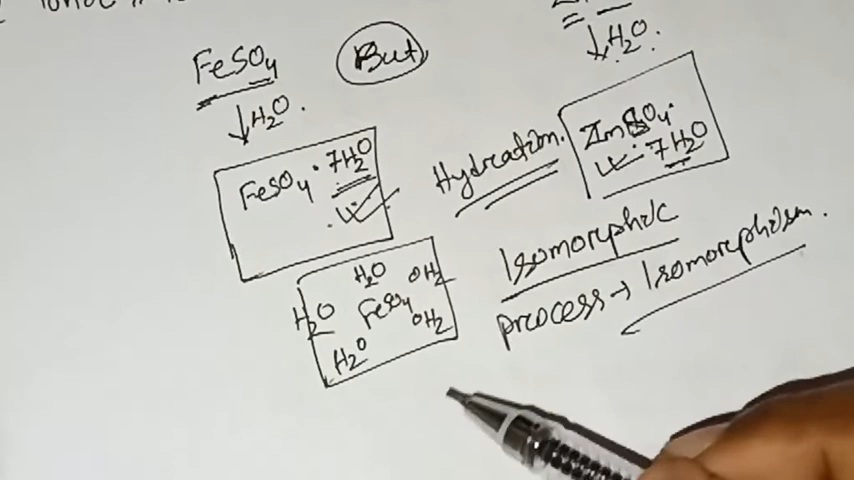 FeSO4
But
↓H2O.
↓H2O.
FeSO4·7H2O
Hydration.
ZnSO4·
7H2O
Isomorphic
process→Isomorphism.
H2O OH2
H2O FeSO4
OH2
H2O